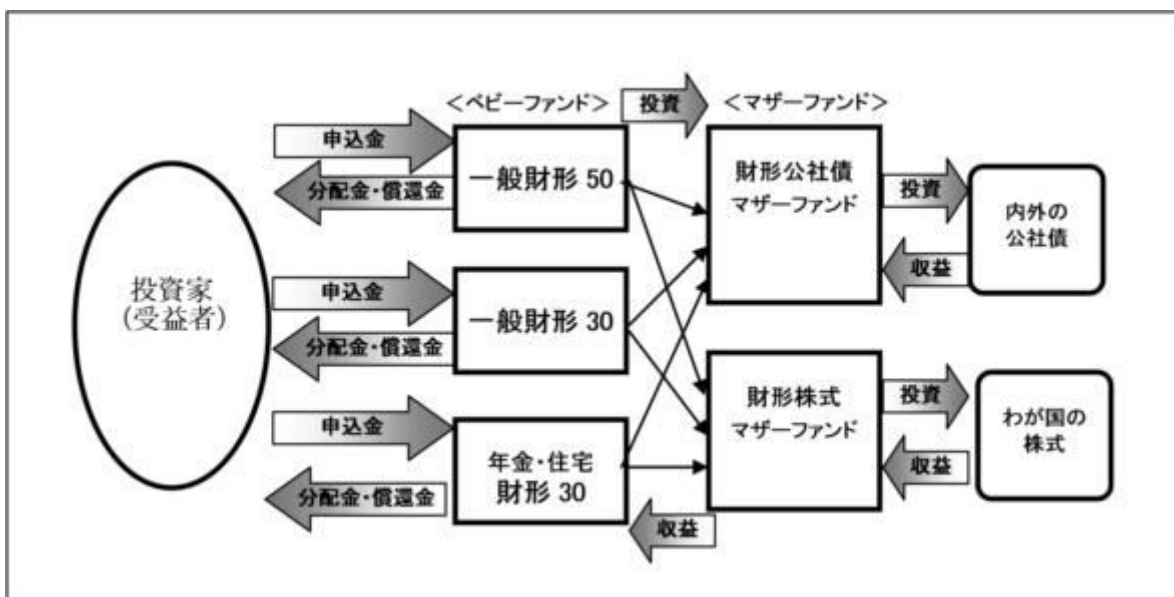 <ベビーファンド>
投資
<マザーファンド>
申込金
分配金・償還金
一般財形 50
財形公社債
マザーファンド
投資
収益
内外の
公社債
投資家
(受益者)
申込金
分配金・償還金
一般財形 30
申込金
分配金・償還金
年金・住宅
財形 30
財形株式
マザーファンド
投資
収益
わが国の
株式
収益